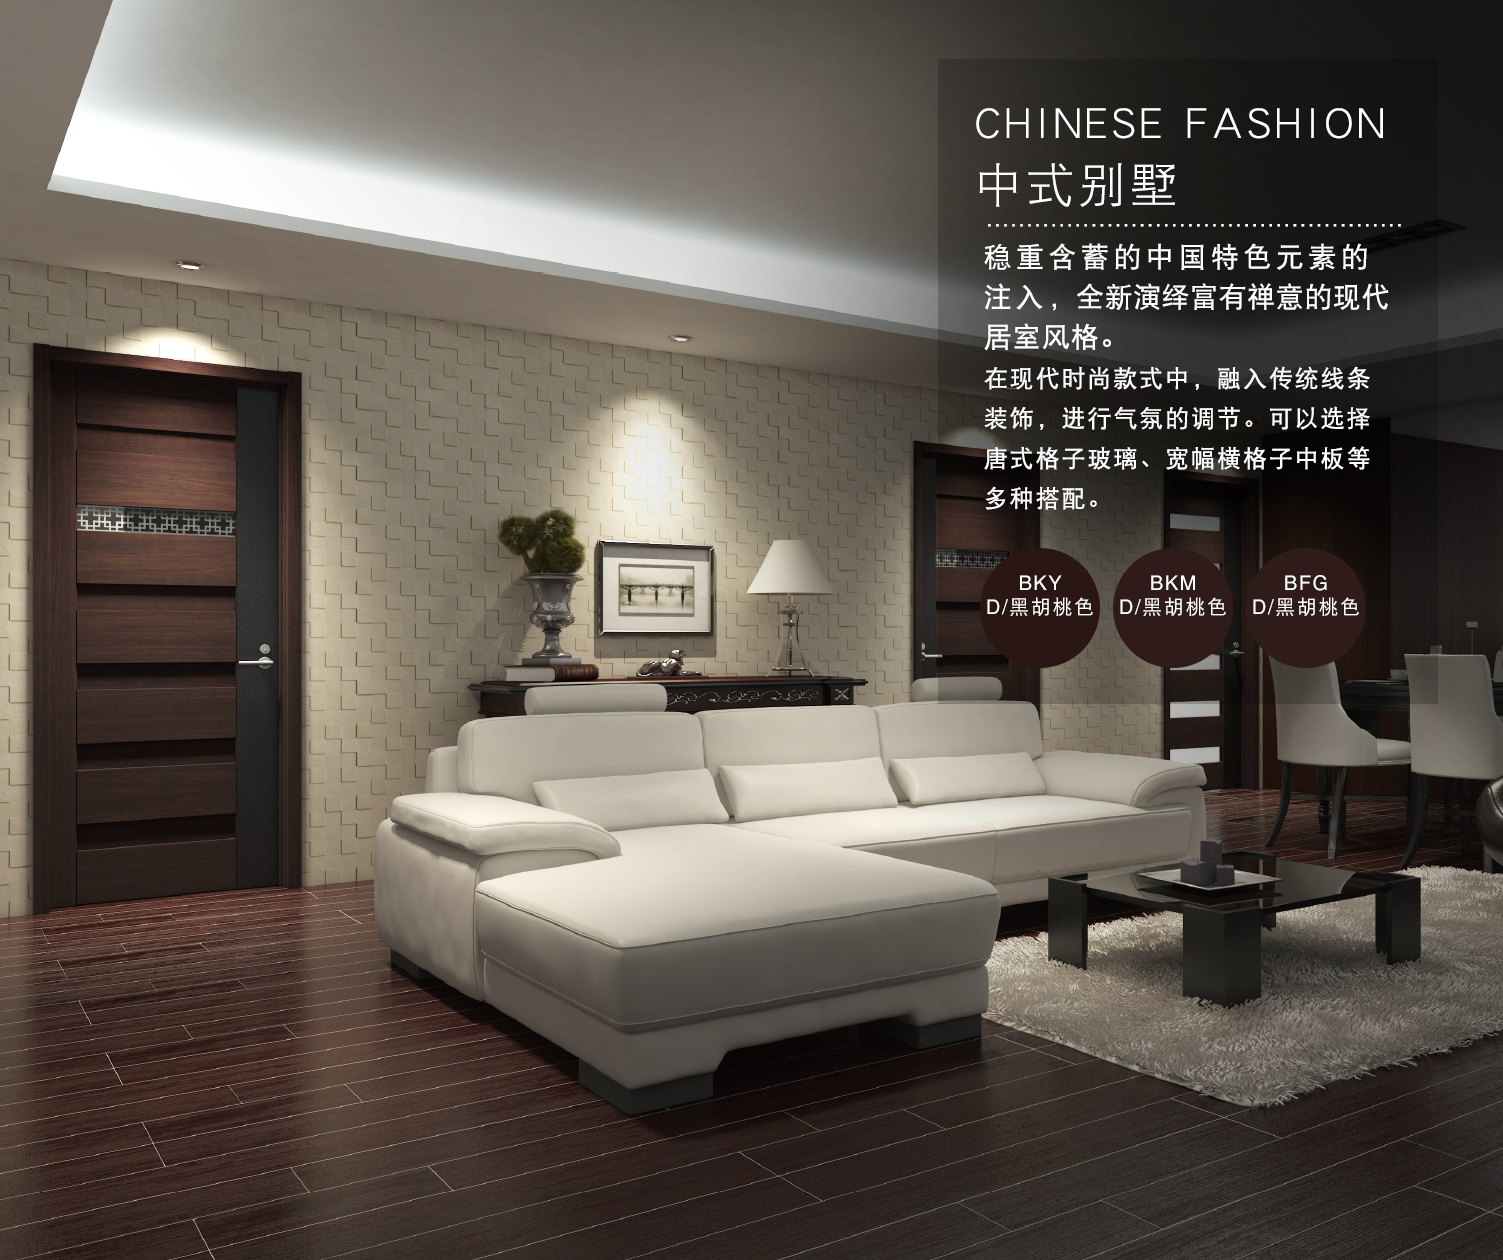 CHINESE FASHION
中式别墅
稳重含蓄的中国特色元素的
注入，全新演绎富有禅意的现代
居室风格。
在现代时尚款式中，融入传统线条
装饰，进行气氛的调节。可以选择
唐式格子玻璃、宽幅横格子中板等
多种搭配。
BKY
D/黑胡桃色
BKM
D/黑胡桃色
BFG
D/黑胡桃色